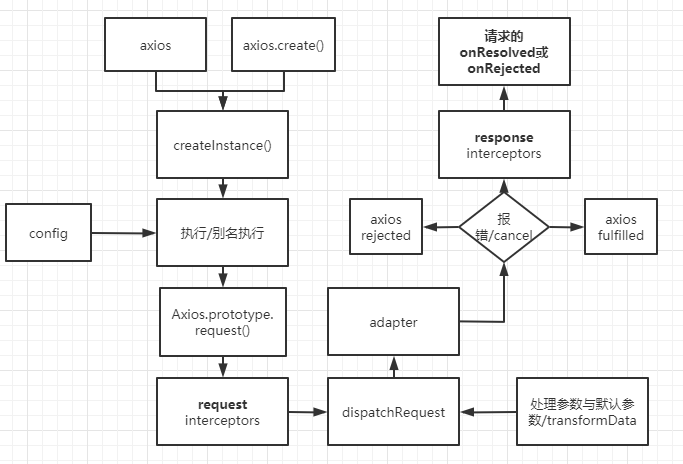 axios
axios.create()
请求的
onResolved或
onRejected
createInstance()
response
interceptors
config
执行/别名执行
axios
rejected
报
错/cancel
axios
fulfilled
Axios.prototype.
request()
adapter
request
interceptors
dispatchRequest
处理参数与默认参
数/transformData